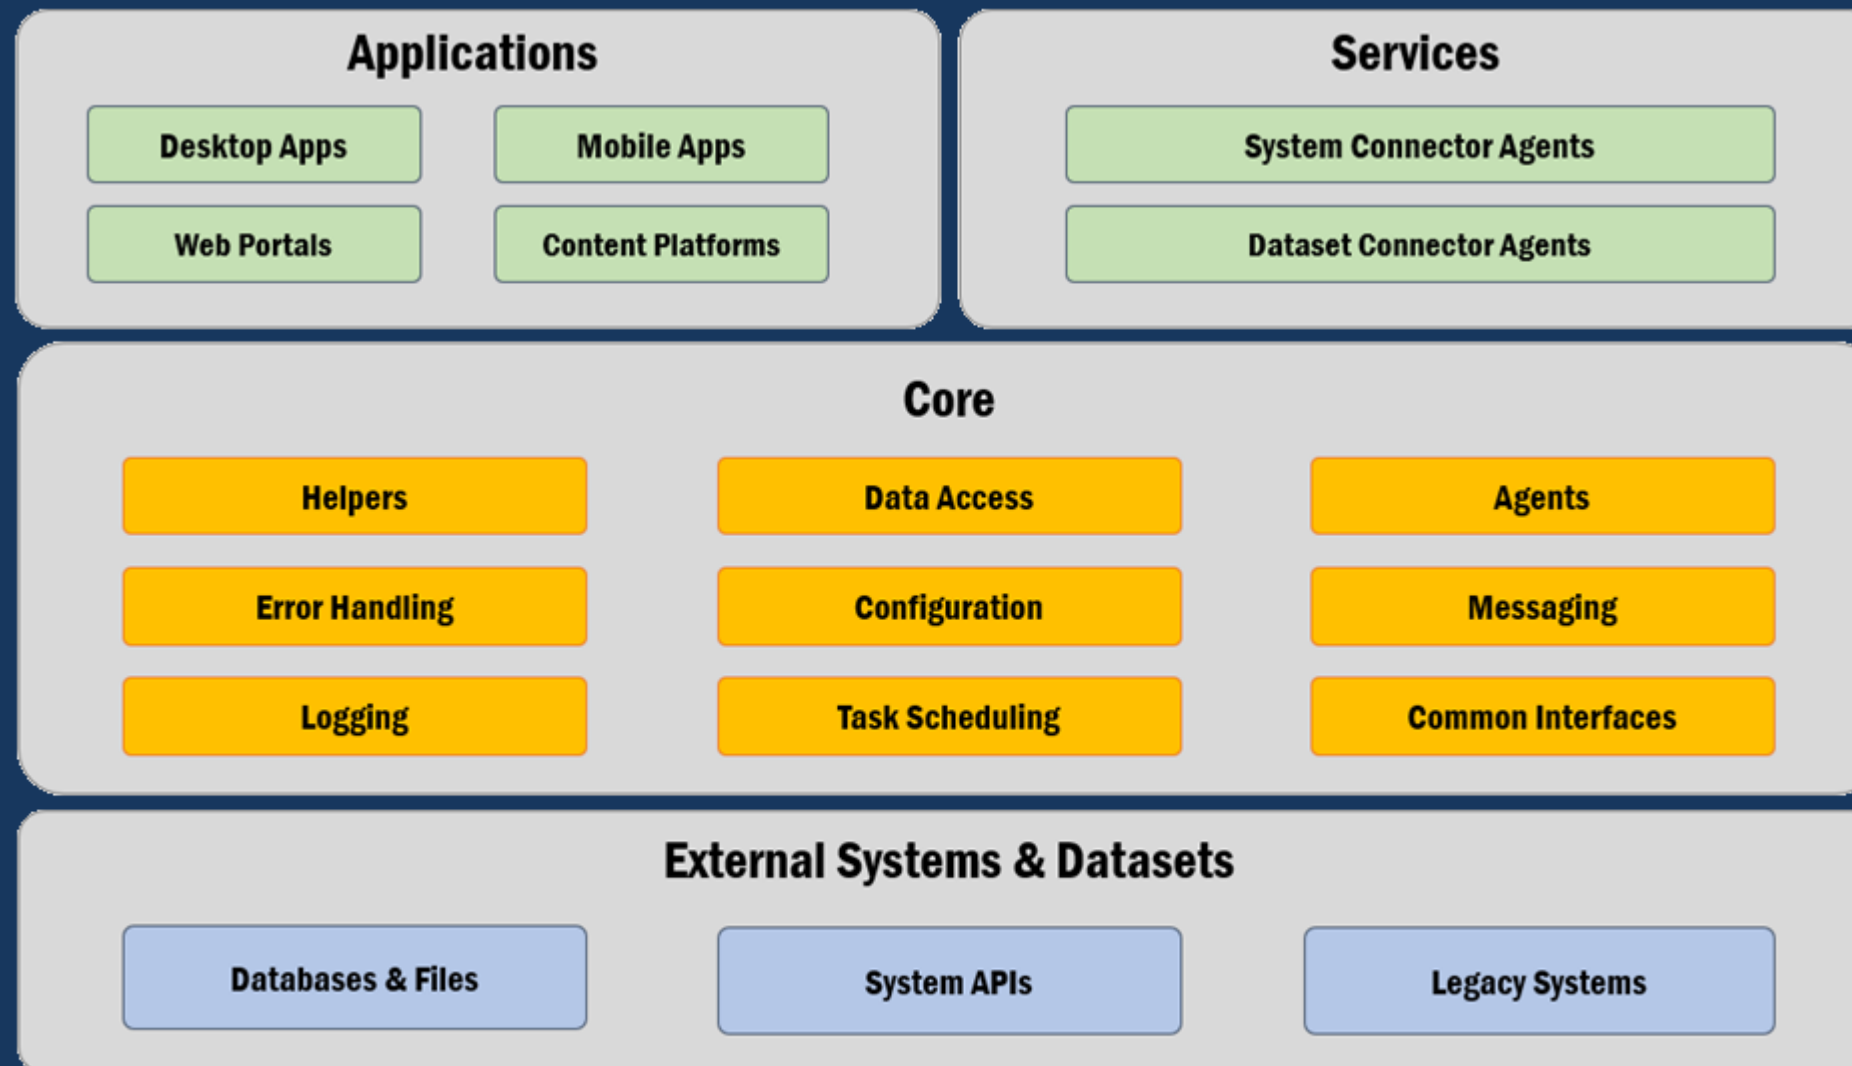 Applications
Desktop Apps
Mobile Apps
Web Portals
Content Platforms
Services
System Connector Agents
Dataset Connector Agents
Core
Helpers
Data Access
Agents
Error Handling
Configuration
Messaging
Logging
Task Scheduling
Common Interfaces
External Systems & Datasets
Databases & Files
System APIs
Legacy Systems